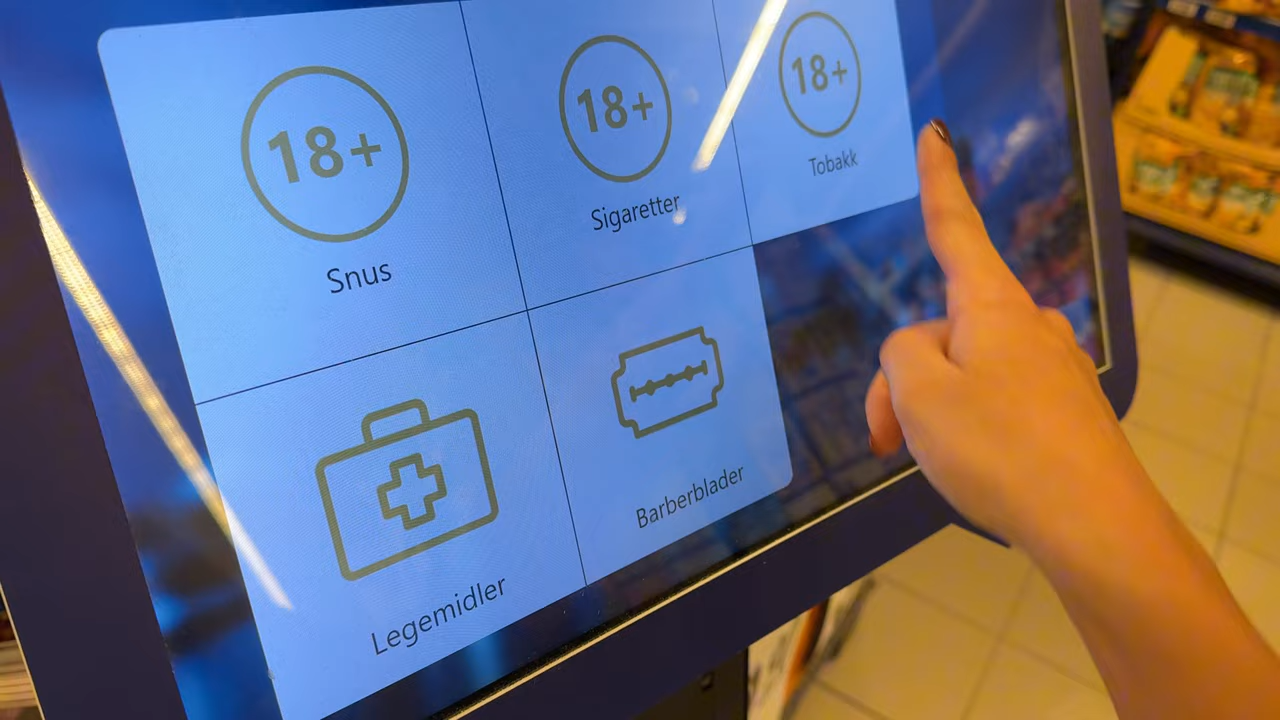 18+
18+
18+
Snus
Sigaretter
Tobakk
Legemidler
Barberblader